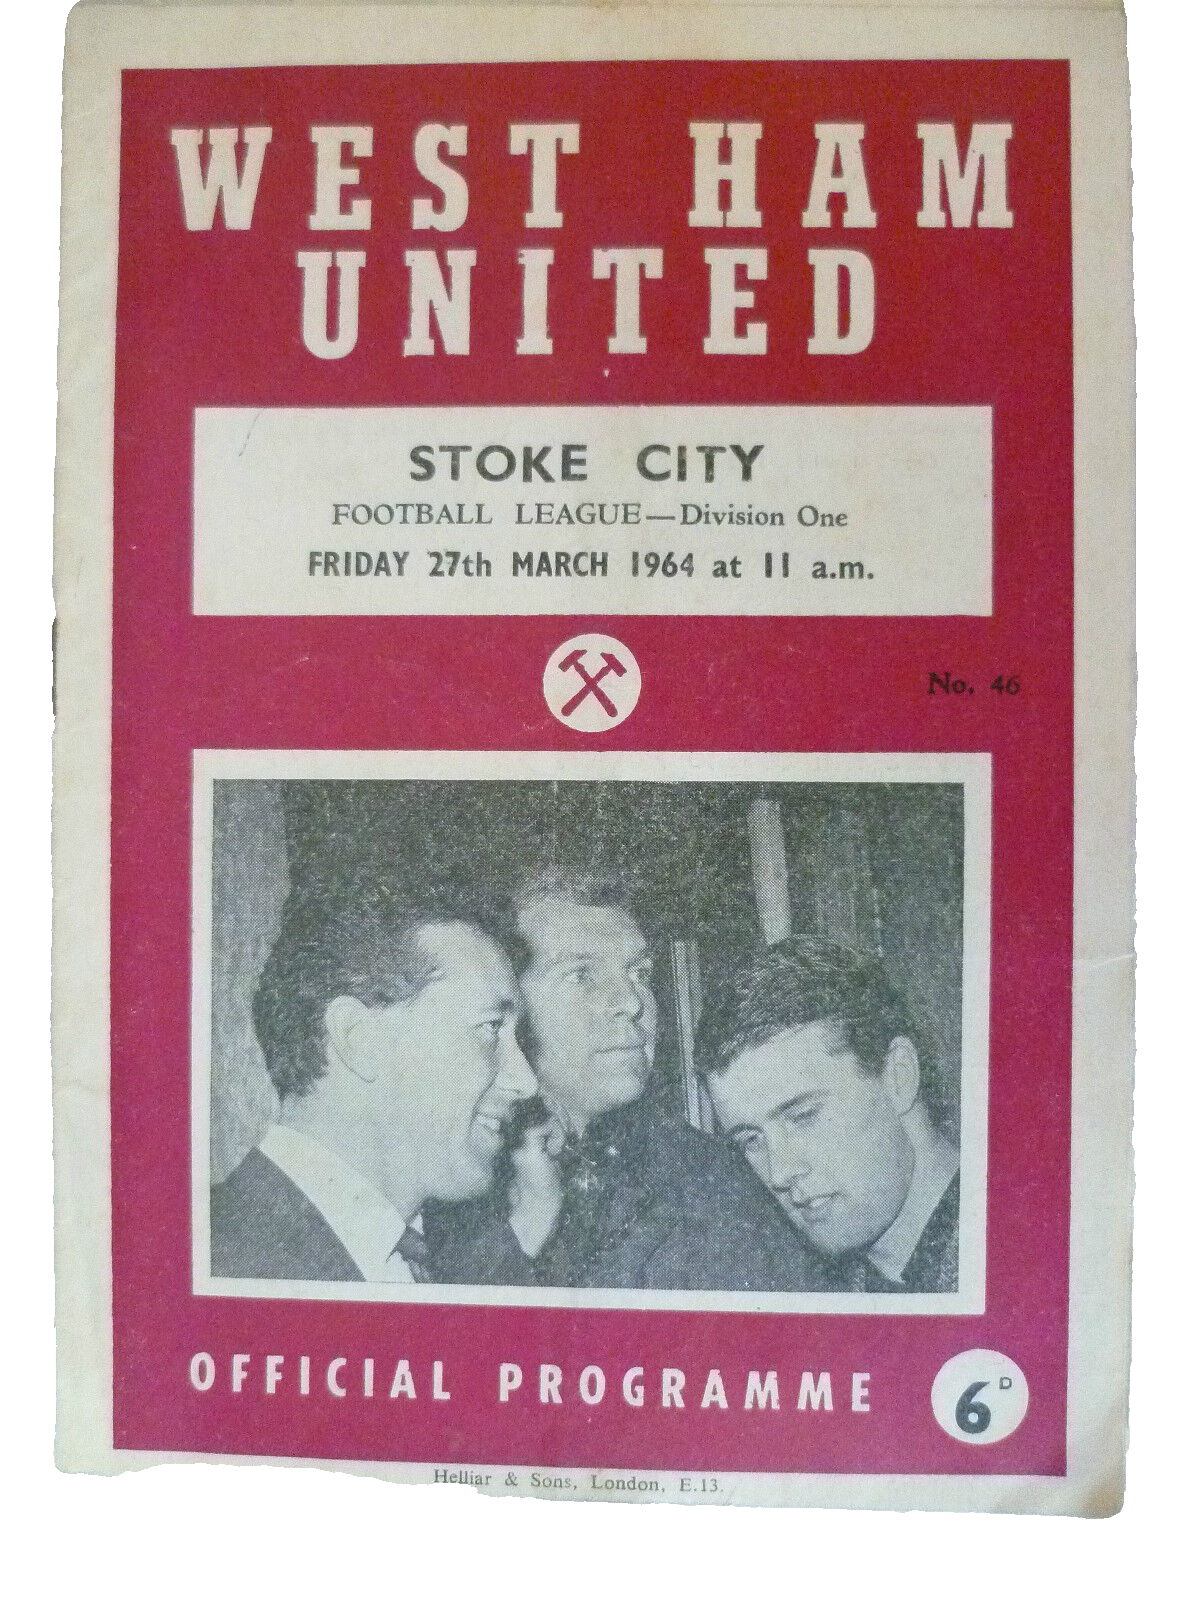 WEST HAM
UNITED
STOKE CITY
FOOTBALL LEAGUE—Division One
FRIDAY 27th MARCH 1964 at 11 a.m.
No. 46
OFFICIAL PROGRAMME
6D
Helliar & Sons, London, E.13.